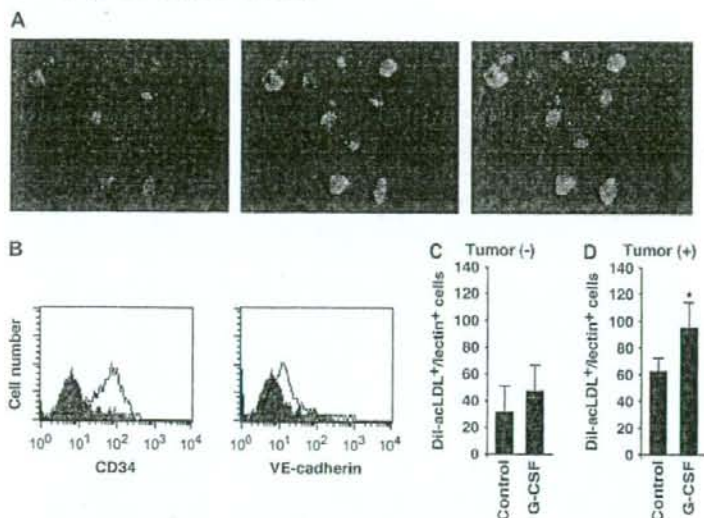 A
B
Cell number
10⁰ 10¹ 10² 10³ 10⁴
CD34
10⁰ 10¹ 10² 10³ 10⁴
VE-cadherin
C Tumor (-)
DiI-acLDL⁺/lectin⁺ cells
140
120
100
80
60
40
20
0
Control
G-CSF
D Tumor (+)
DiI-acLDL⁺/lectin⁺ cells
140
120
100
80
60
40
20
0
*
Control
G-CSF